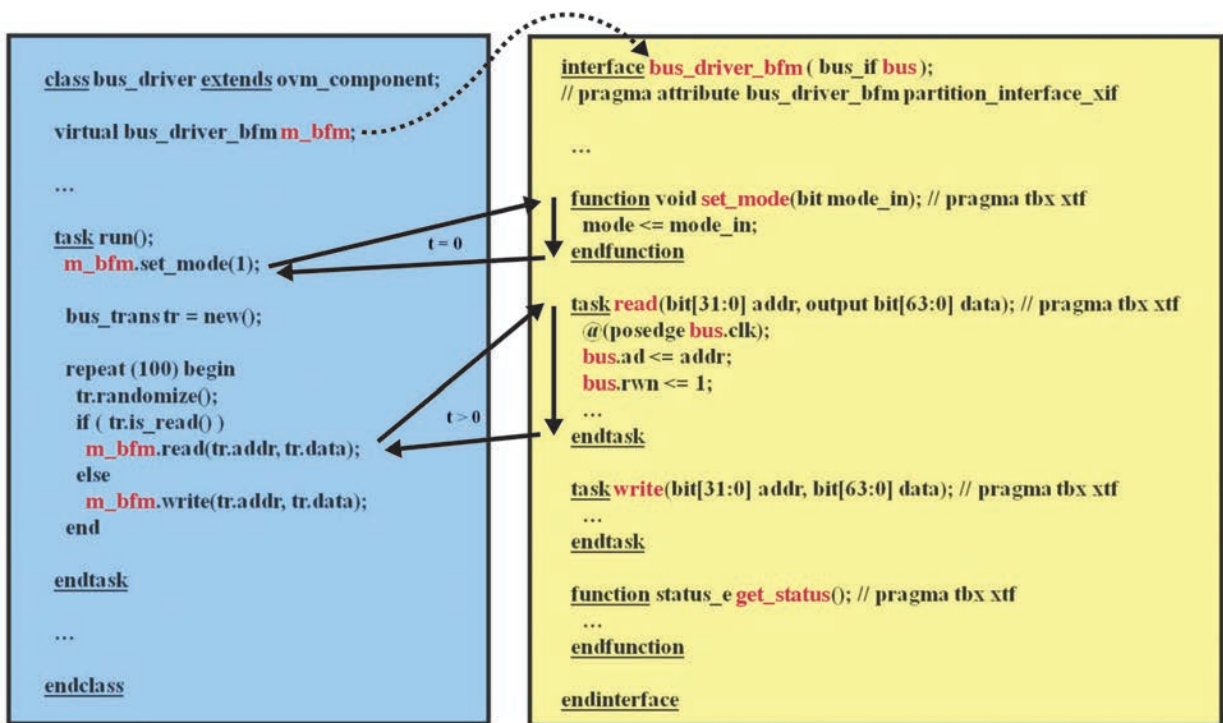 class bus_driver extends ovm_component;
virtual bus_driver_bfm m_bfm;
...
task run();
m_bfm.set_mode(1);
bus_trans tr = new();
repeat (100) begin
tr.randomize();
if ( tr.is_read() )
m_bfm.read(tr.addr, tr.data);
else
m_bfm.write(tr.addr, tr.data);
end
endtask
...
endclass
t = 0
t > 0
interface bus_driver_bfm ( bus_if bus );
// pragma attribute bus_driver_bfm partition_interface_xif
...
function void set_mode(bit mode_in); // pragma tbx xtf
mode <= mode_in;
endfunction
task read(bit[31:0] addr, output bit[63:0] data); // pragma tbx xtf
@(posedge bus.clk);
bus.ad <= addr;
bus.rwn <= 1;
...
endtask
task write(bit[31:0] addr, bit[63:0] data); // pragma tbx xtf
...
endtask
function status_e get_status(); // pragma tbx xtf
...
endfunction
endinterface